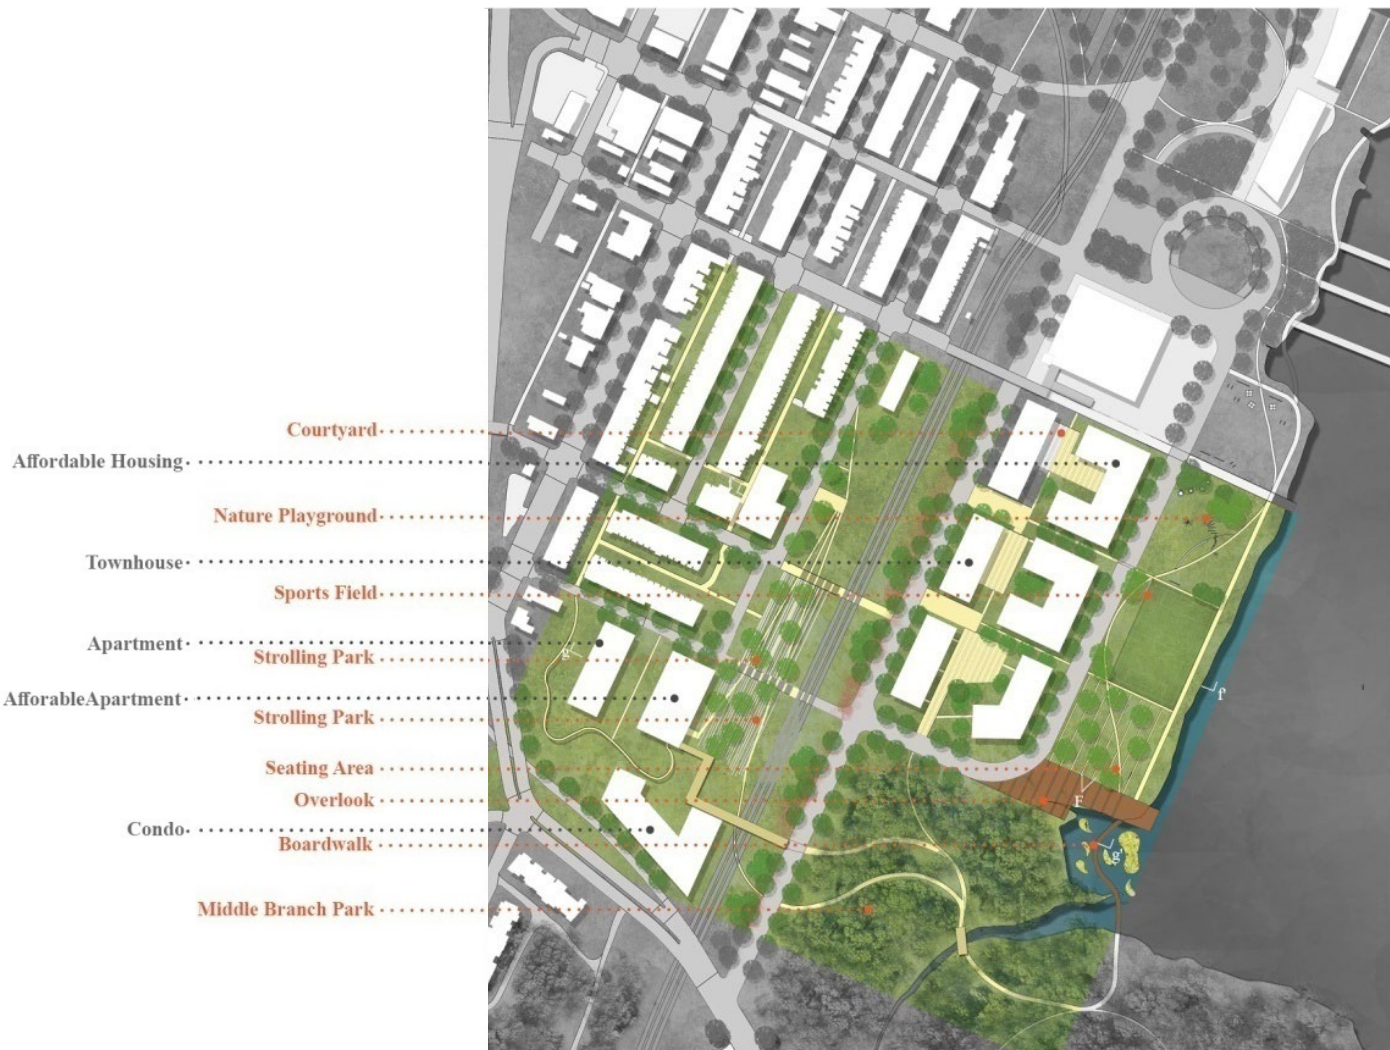 Courtyard
Affordable Housing
Nature Playground
Townhouse
Sports Field
Apartment
Strolling Park
AfforableApartment
Strolling Park
Seating Area
Overlook
Condo
Boardwalk
Middle Branch Park
g
f'
F
g'